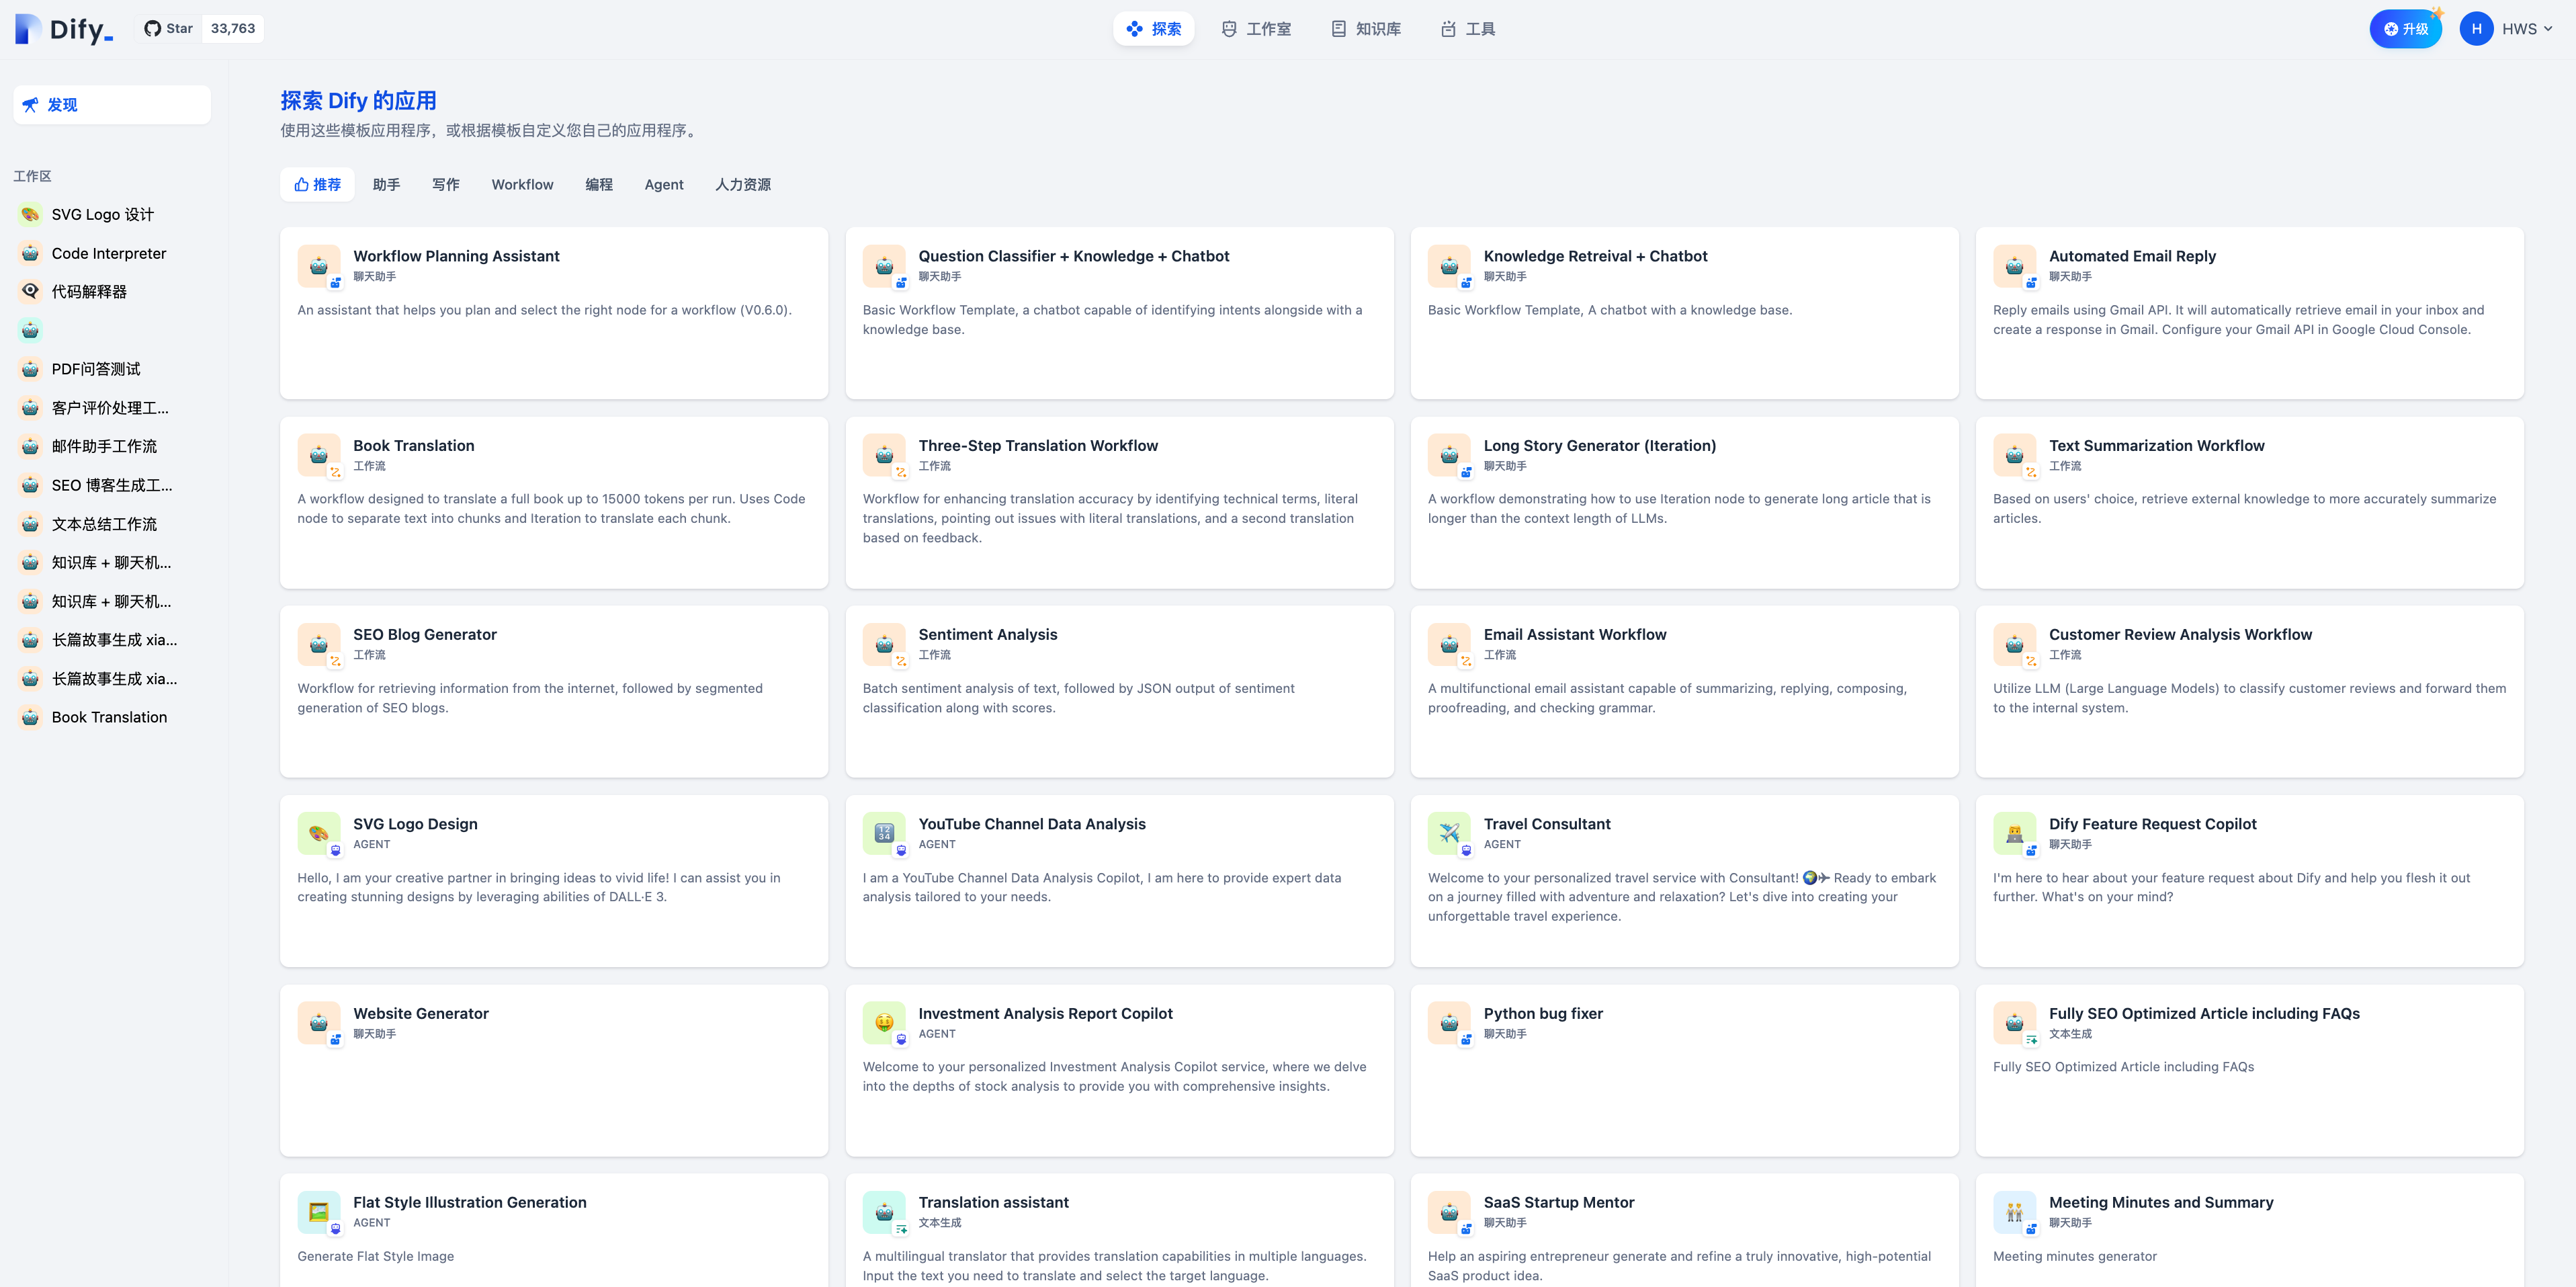 Dify_
Star 33,763
探索
工作室
知识库
工具
升级
H HWS
发现
工作区
SVG Logo 设计
Code Interpreter
代码解释器
PDF问答测试
客户评价处理工...
邮件助手工作流
SEO 博客生成工...
文本总结工作流
知识库 + 聊天机...
知识库 + 聊天机...
长篇故事生成 xia...
长篇故事生成 xia...
Book Translation
探索 Dify 的应用
使用这些模板应用程序，或根据模板自定义您自己的应用程序。
推荐 助手 写作 Workflow 编程 Agent 人力资源
Workflow Planning Assistant
聊天助手
An assistant that helps you plan and select the right node for a workflow (V0.6.0).
Question Classifier + Knowledge + Chatbot
聊天助手
Basic Workflow Template, a chatbot capable of identifying intents alongside with a
knowledge base.
Knowledge Retreival + Chatbot
聊天助手
Basic Workflow Template, A chatbot with a knowledge base.
Automated Email Reply
聊天助手
Reply emails using Gmail API. It will automatically retrieve email in your inbox and
create a response in Gmail. Configure your Gmail API in Google Cloud Console.
Book Translation
工作流
A workflow designed to translate a full book up to 15000 tokens per run. Uses Code
node to separate text into chunks and Iteration to translate each chunk.
Three-Step Translation Workflow
工作流
Workflow for enhancing translation accuracy by identifying technical terms, literal
translations, pointing out issues with literal translations, and a second translation
based on feedback.
Long Story Generator (Iteration)
聊天助手
A workflow demonstrating how to use Iteration node to generate long article that is
longer than the context length of LLMs.
Text Summarization Workflow
工作流
Based on users' choice, retrieve external knowledge to more accurately summarize
articles.
SEO Blog Generator
工作流
Workflow for retrieving information from the internet, followed by segmented
generation of SEO blogs.
Sentiment Analysis
工作流
Batch sentiment analysis of text, followed by JSON output of sentiment
classification along with scores.
Email Assistant Workflow
工作流
A multifunctional email assistant capable of summarizing, replying, composing,
proofreading, and checking grammar.
Customer Review Analysis Workflow
工作流
Utilize LLM (Large Language Models) to classify customer reviews and forward them
to the internal system.
SVG Logo Design
AGENT
Hello, I am your creative partner in bringing ideas to vivid life! I can assist you in
creating stunning designs by leveraging abilities of DALL·E 3.
YouTube Channel Data Analysis
AGENT
I am a YouTube Channel Data Analysis Copilot, I am here to provide expert data
analysis tailored to your needs.
Travel Consultant
AGENT
Welcome to your personalized travel service with Consultant! 🌍✈ Ready to embark
on a journey filled with adventure and relaxation? Let's dive into creating your
unforgettable travel experience.
Dify Feature Request Copilot
聊天助手
I'm here to hear about your feature request about Dify and help you flesh it out
further. What's on your mind?
Website Generator
聊天助手
Investment Analysis Report Copilot
AGENT
Welcome to your personalized Investment Analysis Copilot service, where we delve
into the depths of stock analysis to provide you with comprehensive insights.
Python bug fixer
聊天助手
Fully SEO Optimized Article including FAQs
文本生成
Fully SEO Optimized Article including FAQs
Flat Style Illustration Generation
AGENT
Generate Flat Style Image
Translation assistant
文本生成
A multilingual translator that provides translation capabilities in multiple languages.
Input the text you need to translate and select the target language.
SaaS Startup Mentor
聊天助手
Help an aspiring entrepreneur generate and refine a truly innovative, high-potential
SaaS product idea.
Meeting Minutes and Summary
聊天助手
Meeting minutes generator